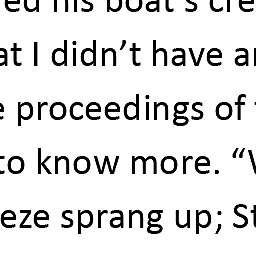 ed his boat's cre
at I didn't have a
e proceedings of
to know more. "
eze sprang up; St